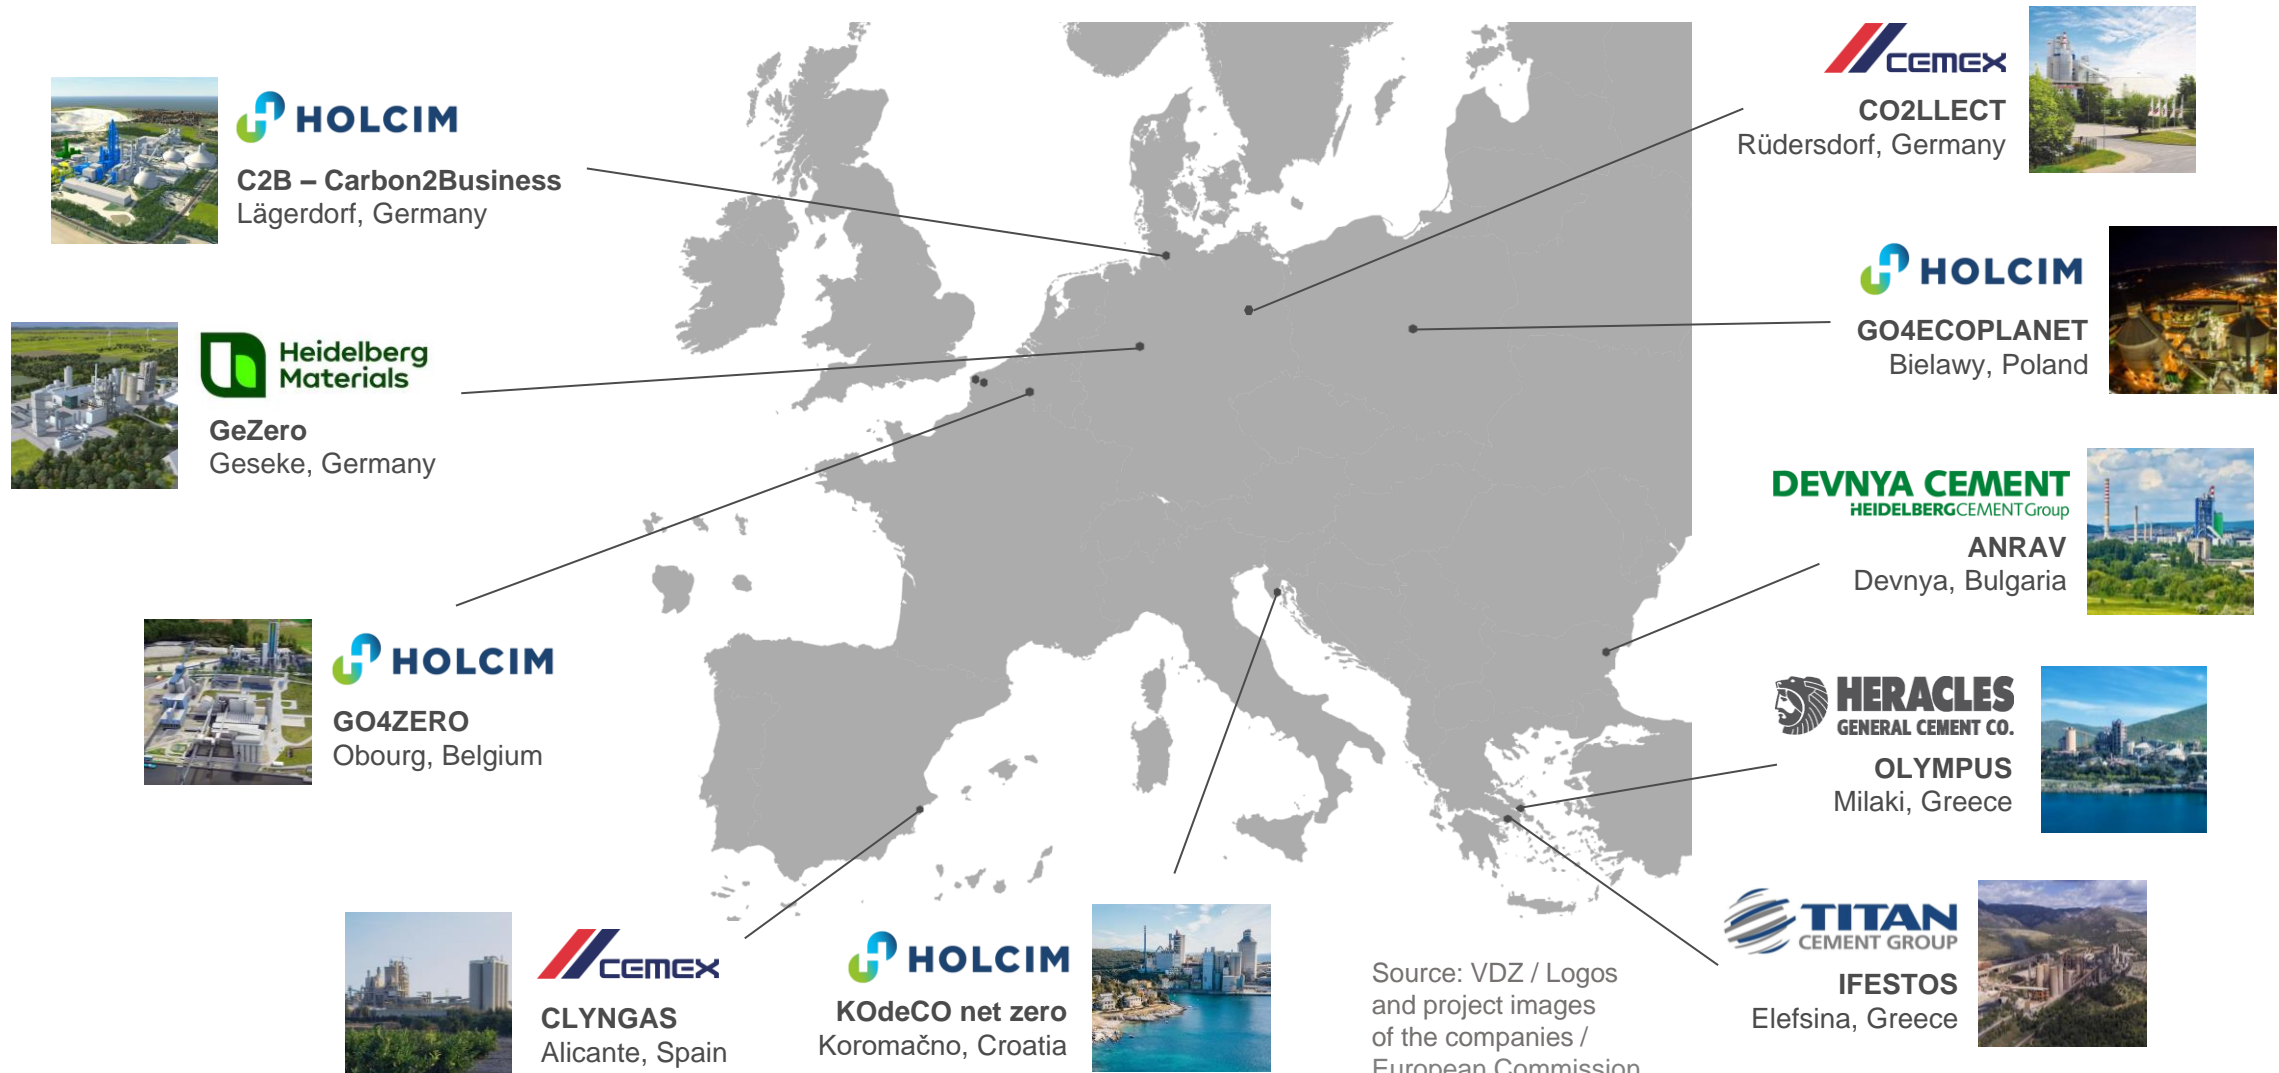 HOLCIM
C2B – Carbon2Business
Lägerdorf, Germany
Heidelberg
Materials
GeZero
Geseke, Germany
HOLCIM
GO4ZERO
Obourg, Belgium
CEMEX
CLYNGAS
Alicante, Spain
HOLCIM
KOdeCO net zero
Koromačno, Croatia
CEMEX
CO2LLECT
Rüdersdorf, Germany
HOLCIM
GO4ECOPLANET
Bielawy, Poland
DEVNYA CEMENT
HEIDELBERGCEMENT Group
ANRAV
Devnya, Bulgaria
HERACLES
GENERAL CEMENT CO.
OLYMPUS
Milaki, Greece
TITAN
CEMENT GROUP
IFESTOS
Elefsina, Greece
Source: VDZ / Logos
and project images
of the companies /
European Commission